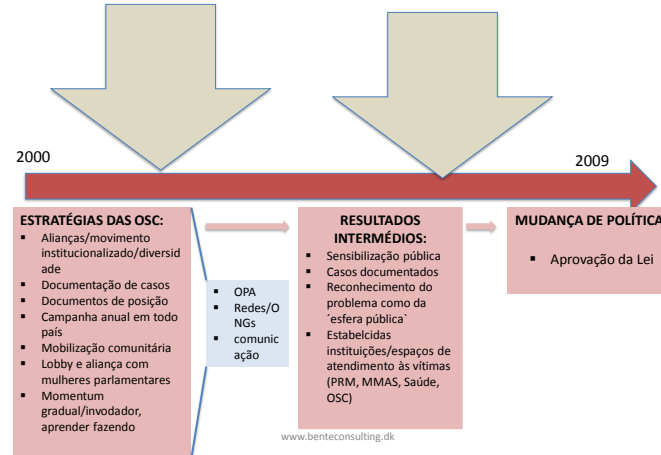 2000
2009
ESTRATÉGIAS DAS OSC:
▪ Alianças/movimento
institucionalizado/diversid
ade
▪ Documentação de casos
▪ Documentos de posição
▪ Campanha anual em todo
país
▪ Mobilização comunitária
▪ Lobby e aliança com
mulheres parlamentares
▪ Momentum
gradual/invodador,
aprender fazendo
▪ OPA
▪ Redes/O
NGs
▪ comunic
ação
RESULTADOS
INTERMÉDIOS:
▪ Sensibilização pública
▪ Casos documentados
▪ Reconhecimento do
problema como da
´esfera pública`
▪ Estabelcidas
instituições/espaços de
atendimento às vítimas
(PRM, MMAS, Saúde,
OSC)
MUDANÇA DE POLÍTICA
▪ Aprovação da Lei
www.benteconsulting.dk